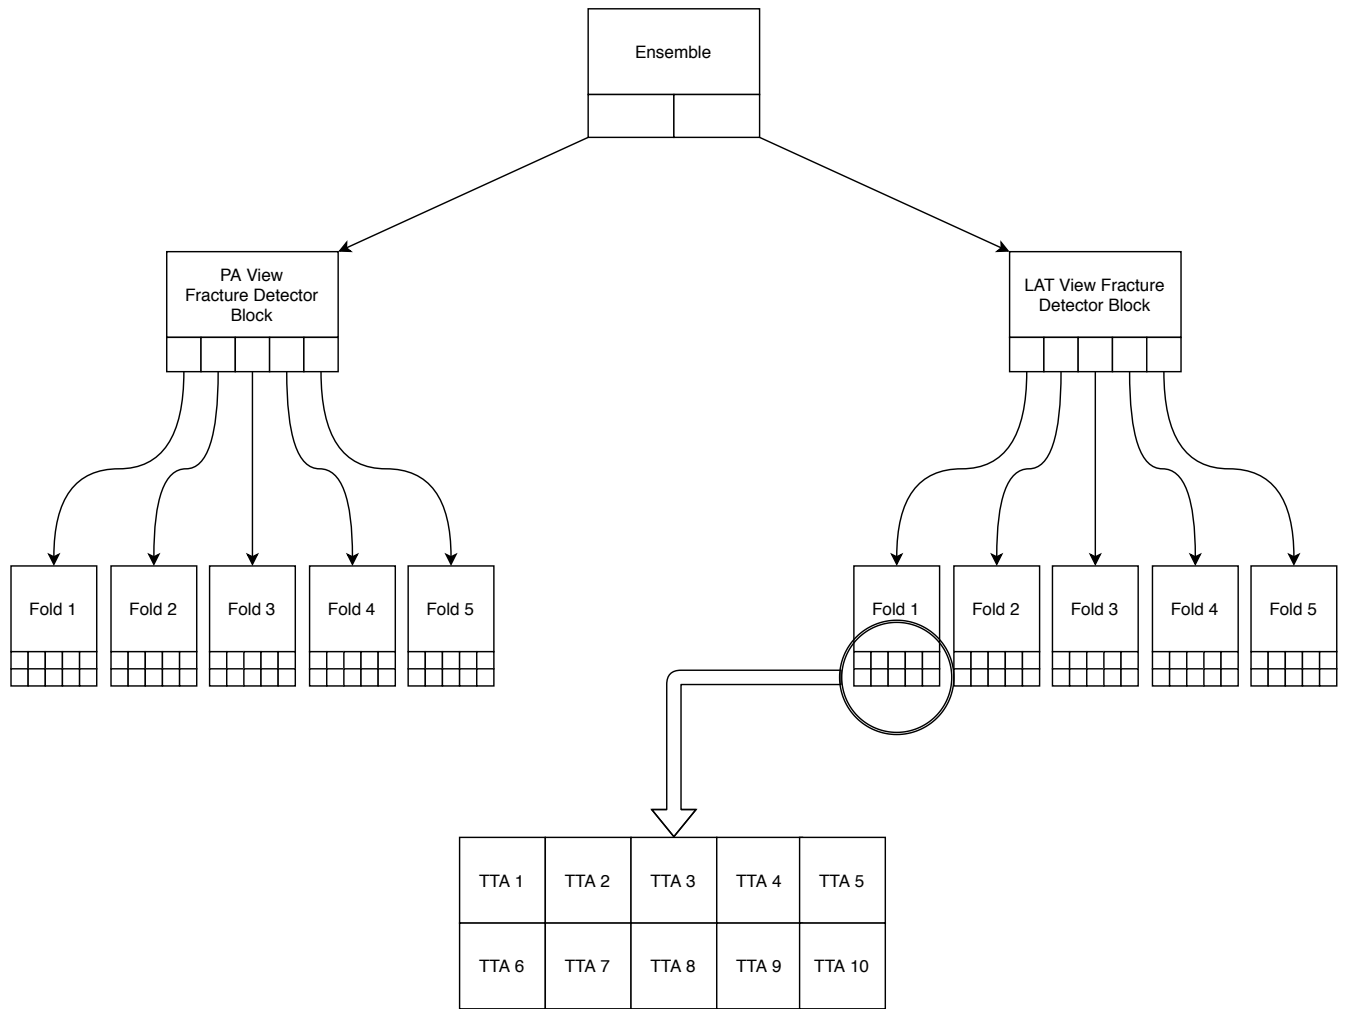 Ensemble
PA View
Fracture Detector
Block
LAT View Fracture
Detector Block
Fold 1
Fold 2
Fold 3
Fold 4
Fold 5
Fold 1
Fold 2
Fold 3
Fold 4
Fold 5
TTA 1
TTA 2
TTA 3
TTA 4
TTA 5
TTA 6
TTA 7
TTA 8
TTA 9
TTA 10